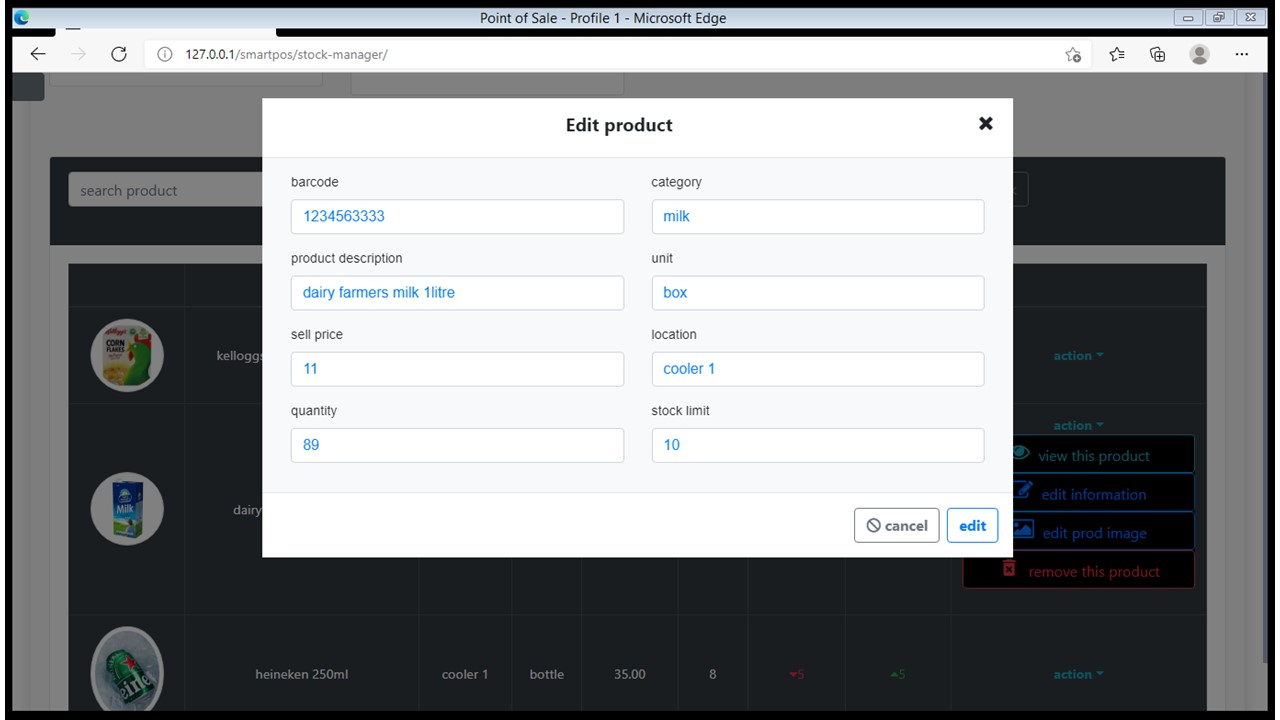 Point of Sale - Profile 1 - Microsoft Edge
127.0.0.1/smartpos/stock-manager/
Edit product
search product
barcode
category
1234563333
milk
product description
unit
dairy farmers milk 1litre
box
sell price
location
11
cooler 1
quantity
stock limit
89
10
cancel
edit
CORN
kelloggs
action
action
view this product
edit information
edit prod image
remove this product
Milk
dairy
heineken 250ml
cooler 1
bottle
35.00
8
5
5
action